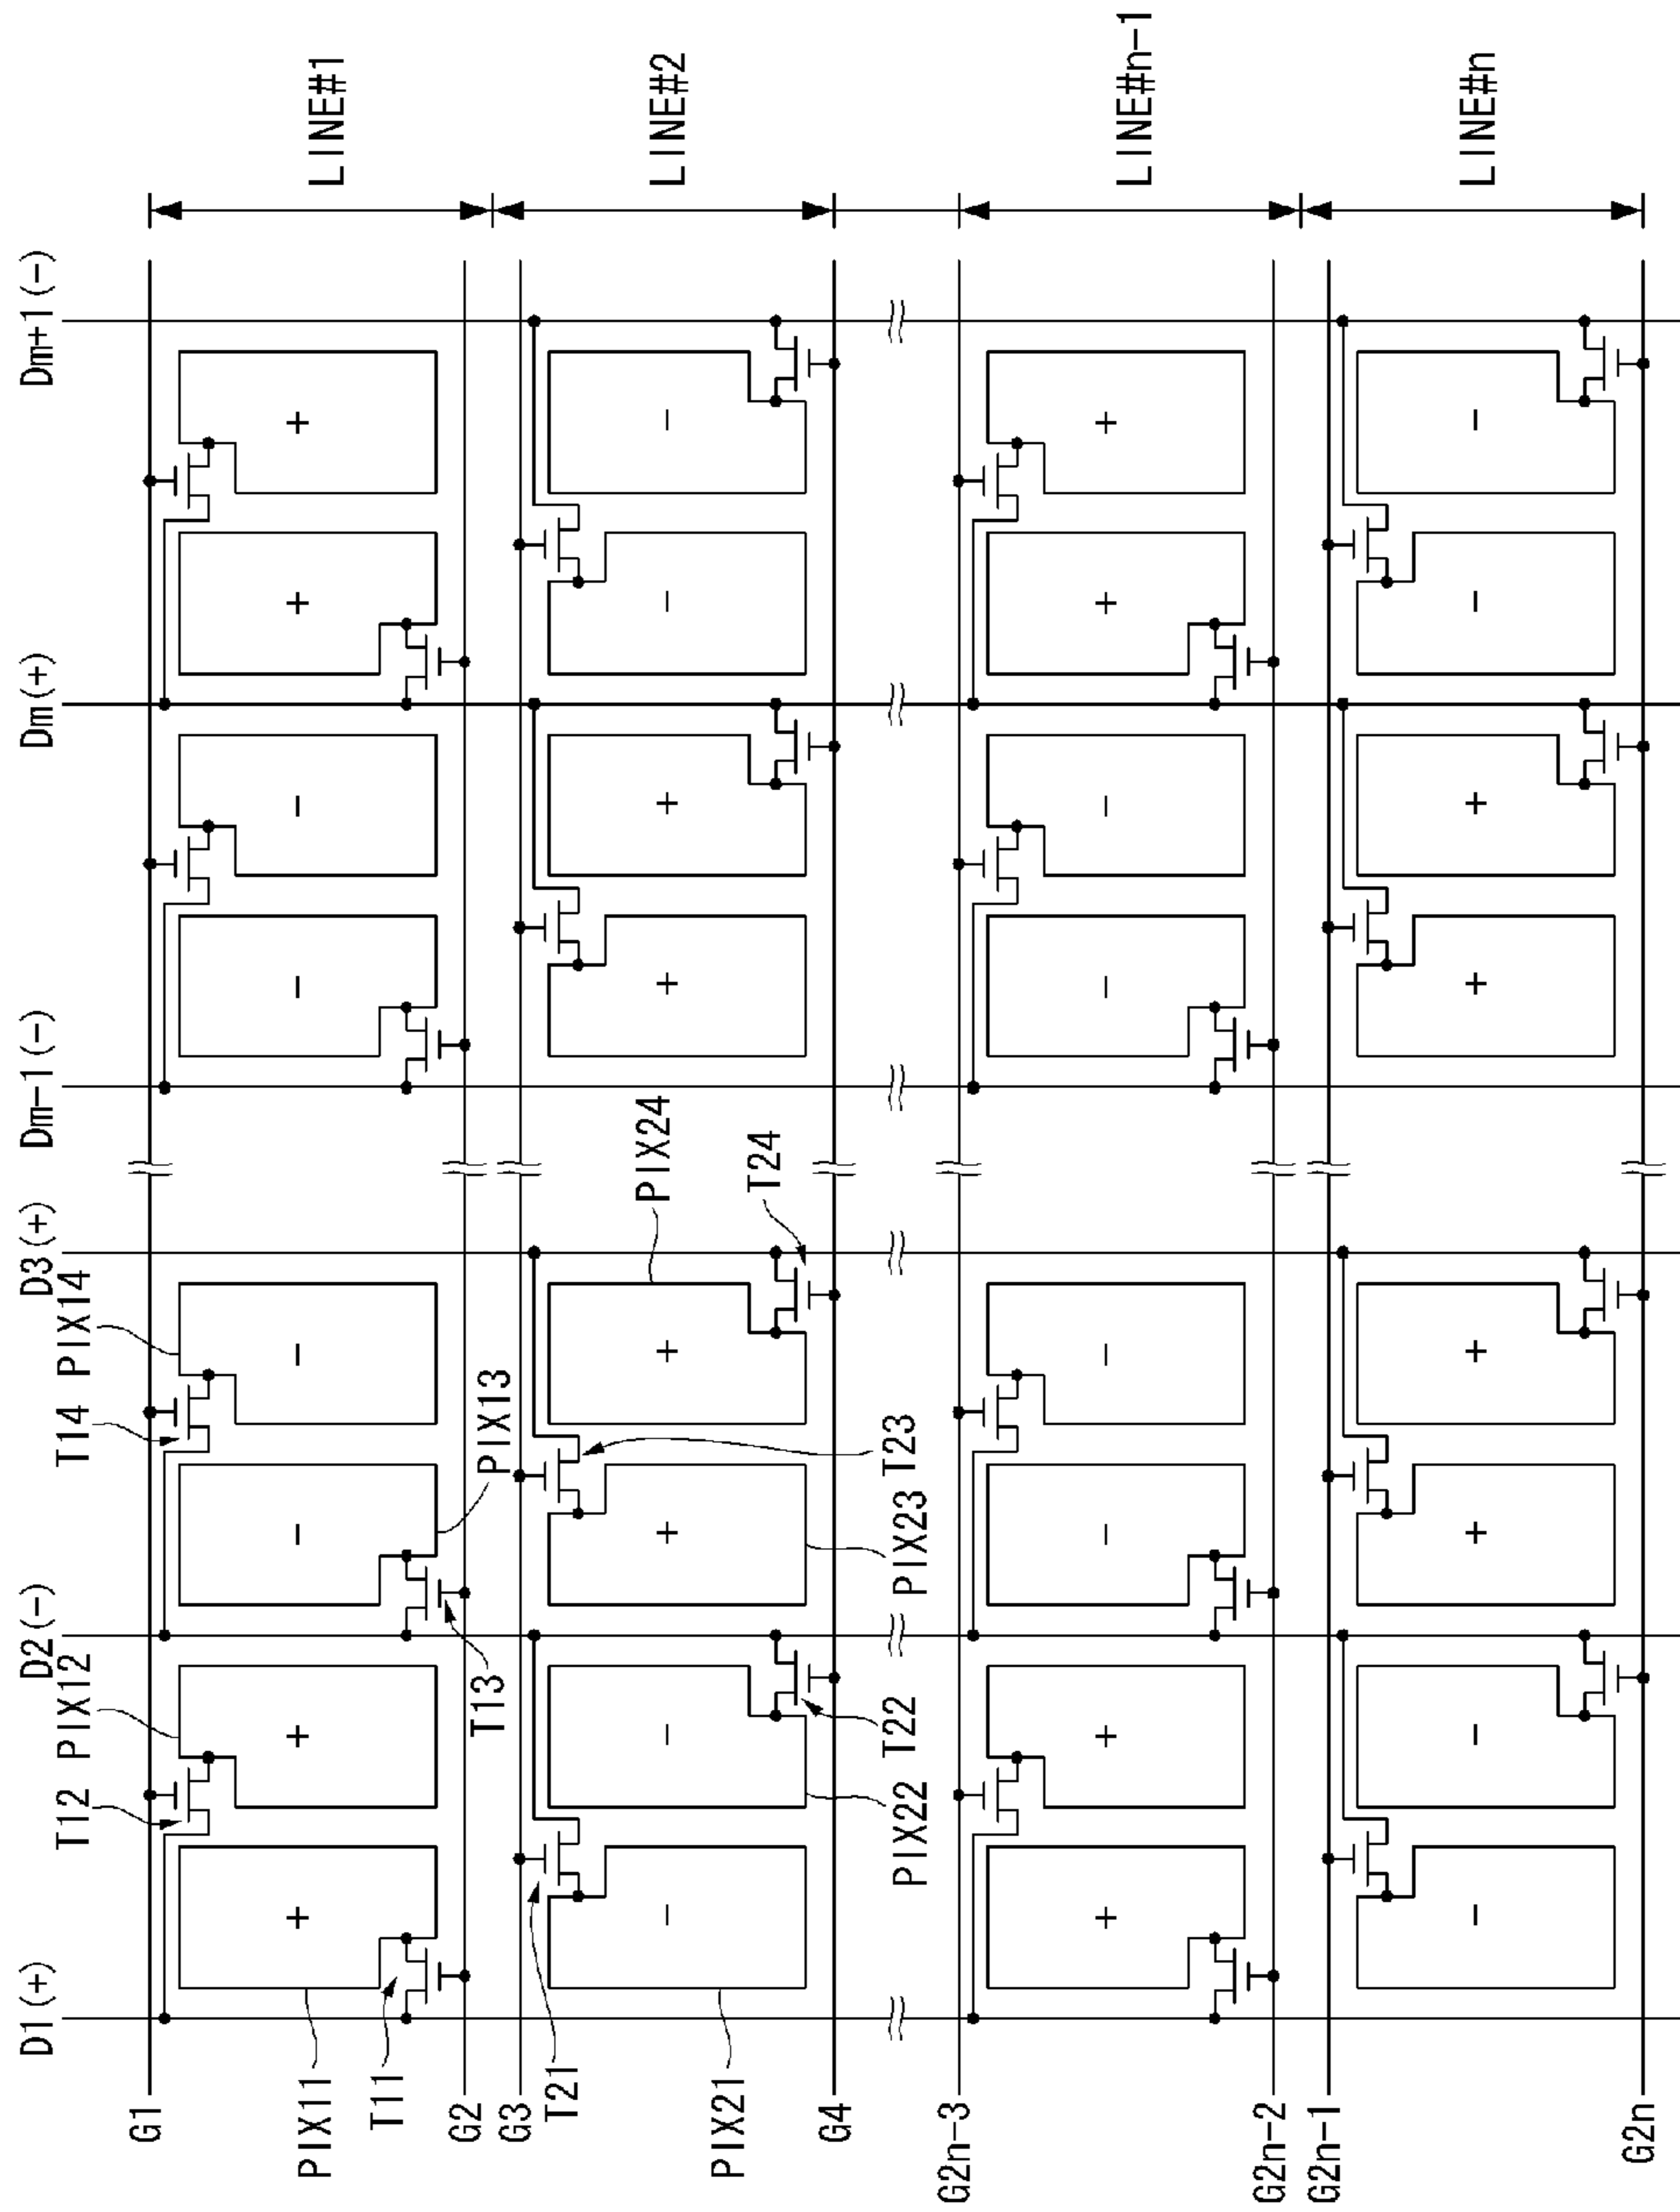 D1(+)
D2(-)
D3(+)
Dm-1(-)
Dm(+)
Dm+1(-)
T12 PIX12
T14 PIX14
G1
PIX11
T11
T13
PIX13
LINE#1
G2
G3
T21
PIX21
PIX24
T24
LINE#2
G4
PIX22
T22
PIX23
T23
G2n-3
LINE#n-1
G2n-2
G2n-1
LINE#n
G2n
+ + - - - - + +
- - + + + + - -
+ + - - - - + +
- - + + + + - -